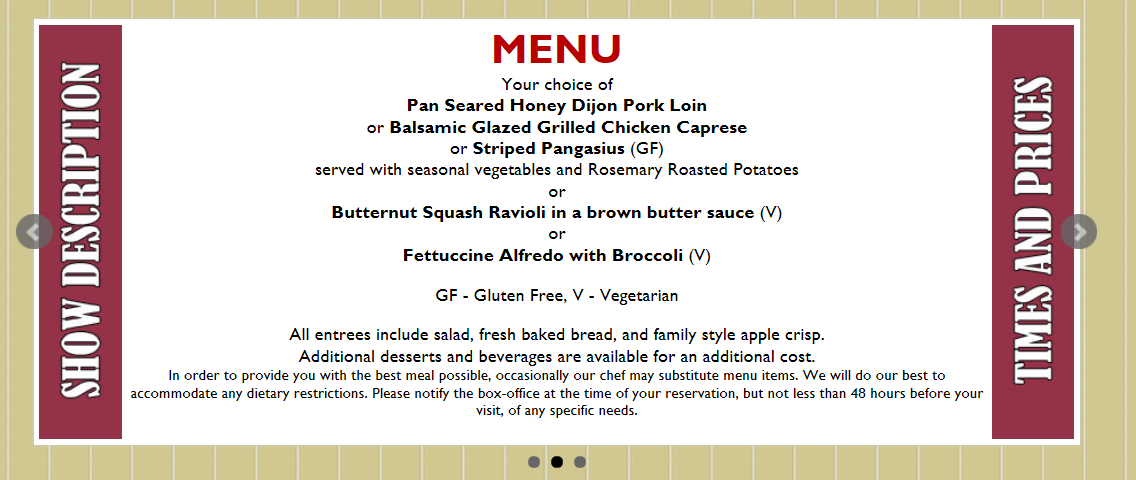 SHOW DESCRIPTION
MENU
Your choice of
Pan Seared Honey Dijon Pork Loin
or Balsamic Glazed Grilled Chicken Caprese
or Striped Pangasius (GF)
served with seasonal vegetables and Rosemary Roasted Potatoes
or
Butternut Squash Ravioli in a brown butter sauce (V)
or
Fettuccine Alfredo with Broccoli (V)
GF - Gluten Free, V - Vegetarian
All entrees include salad, fresh baked bread, and family style apple crisp.
Additional desserts and beverages are available for an additional cost.
In order to provide you with the best meal possible, occasionally our chef may substitute menu items. We will do our best to
accommodate any dietary restrictions. Please notify the box-office at the time of your reservation, but not less than 48 hours before your
visit, of any specific needs.
TIMES AND PRICES